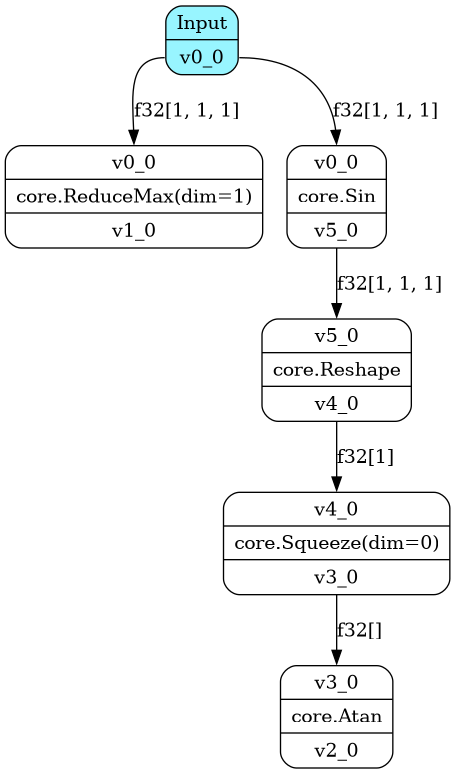 Input
v0_0
f32[1, 1, 1]
f32[1, 1, 1]
v0_0
core.ReduceMax(dim=1)
v1_0
v0_0
core.Sin
v5_0
f32[1, 1, 1]
v5_0
core.Reshape
v4_0
f32[1]
v4_0
core.Squeeze(dim=0)
v3_0
f32[]
v3_0
core.Atan
v2_0